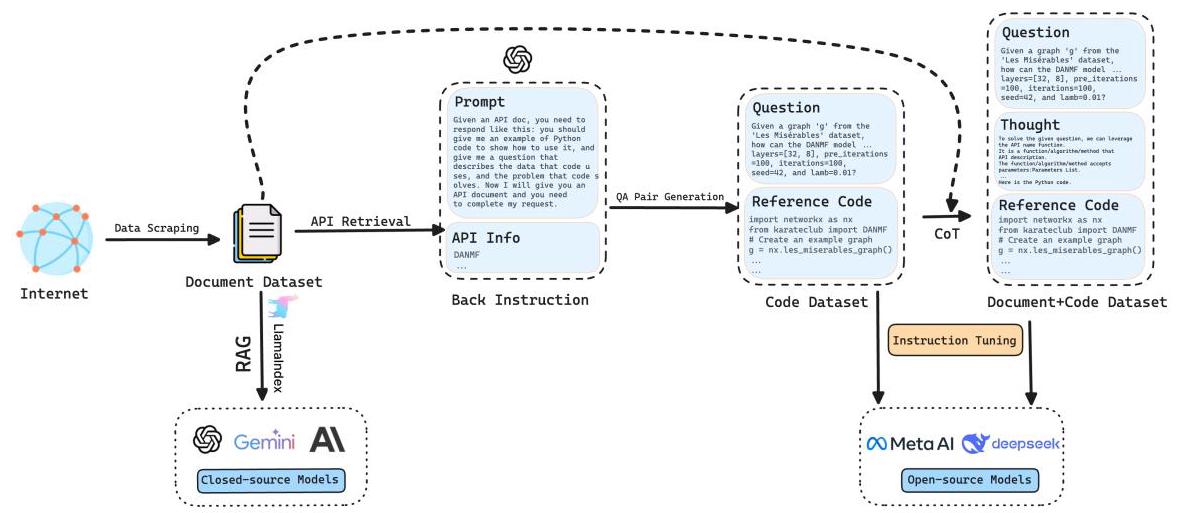 Internet
Data Scraping
Document Dataset
API Retrieval
RAG
LlamaIndex
Gemini
Closed-source Models
Prompt
Given an API doc, you need to
respond like this: you should
give me an example of Python
code to show how to use it, and
give me a question that
describes the data that code u
ses, and the problem that code s
olves. Now I will give you an
API document and you need
to complete my request.
API Info
DANMF
...
Back Instruction
QA Pair Generation
Question
Given a graph 'g' from the
'Les Misérables' dataset,
how can the DANMF model ...
layers=[32, 8], pre_iterations
=100, iterations=100,
seed=42, and lamb=0.01?
Reference Code
import networkx as nx
from karateclub import DANMF
# Create an example graph
g = nx.les_miserables_graph()
...
...
Code Dataset
CoT
Question
Given a graph 'g' from the
'Les Misérables' dataset,
how can the DANMF model ...
layers=[32, 8], pre_iterations
=100, iterations=100,
seed=42, and lamb=0.01?
Thought
To solve the given question, we can leverage
the API name function.
It is a function/algorithm/method that
API description.
The function/algorithm/method accepts
parameters:Parameters List.
...
Here is the Python code.
Reference Code
import networkx as nx
from karateclub import DANMF
# Create an example graph
g = nx.les_miserables_graph()
...
...
Document+Code Dataset
Instruction Tuning
Meta AI
deepseek
Open-source Models